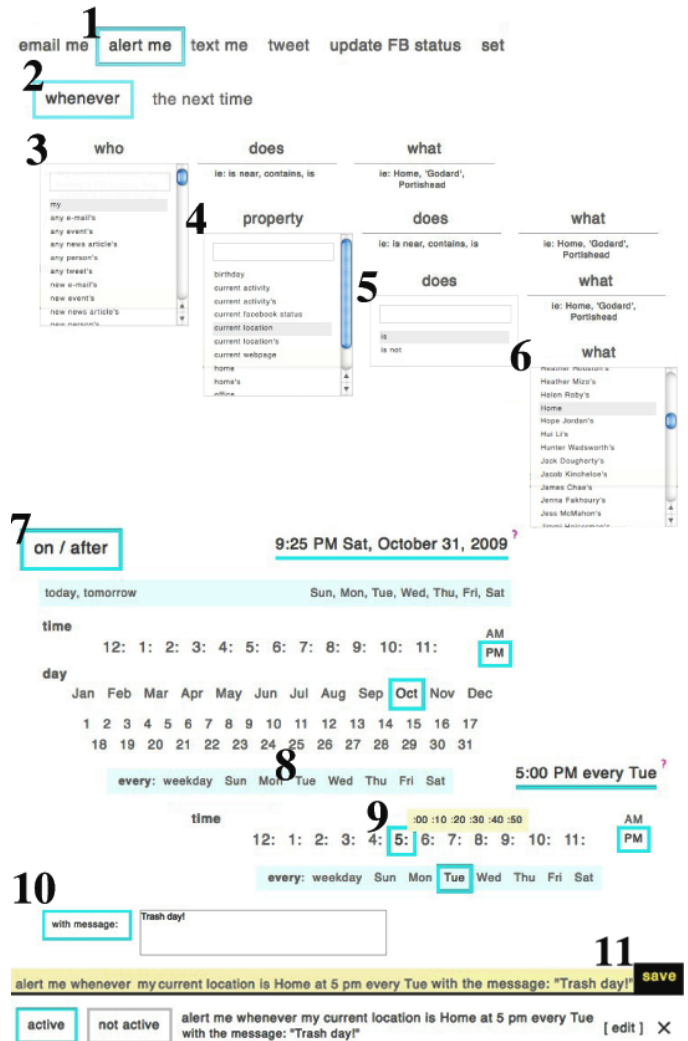 1
email me alert me text me tweet update FB status set
2
whenever the next time
3 who does what
ie: is near, contains, is ie: Home, 'Godard',
Portishead
my
any e-mail's
any event's
any news article's
any person's
any tweet's
new e-mail's
new event's
new news article's
new person's
4 property does what
ie: is near, contains, is ie: Home, 'Godard',
Portishead
birthday
current activity
current activity's
current facebook status
current location
current location's
current webpage
home
home's
office
5 does what
ie: Home, 'Godard',
Portishead
is
is not
6 what
Heather Houston's
Heather Mizo's
Helen Roby's
Home
Hope Jordan's
Hui Li's
Hunter Wadsworth's
Jack Dougherty's
Jacob Kincheloe's
James Chae's
Jenna Fakhoury's
Jess McMahon's
7
on / after 9:25 PM Sat, October 31, 2009 ?
today, tomorrow Sun, Mon, Tue, Wed, Thu, Fri, Sat
time
12: 1: 2: 3: 4: 5: 6: 7: 8: 9: 10: 11: AM
PM
day
Jan Feb Mar Apr May Jun Jul Aug Sep Oct Nov Dec
1 2 3 4 5 6 7 8 9 10 11 12 13 14 15 16 17
18 19 20 21 22 23 24 25 26 27 28 29 30 31
8
every: weekday Sun Mon Tue Wed Thu Fri Sat
5:00 PM every Tue ?
time 9 :00 :10 :20 :30 :40 :50
12: 1: 2: 3: 4: 5: 6: 7: 8: 9: 10: 11: AM
PM
every: weekday Sun Mon Tue Wed Thu Fri Sat
10
with message: Trash day!
11
alert me whenever my current location is Home at 5 pm every Tue with the message: "Trash day!" save
active not active alert me whenever my current location is Home at 5 pm every Tue
with the message: "Trash day!" [ edit ] X